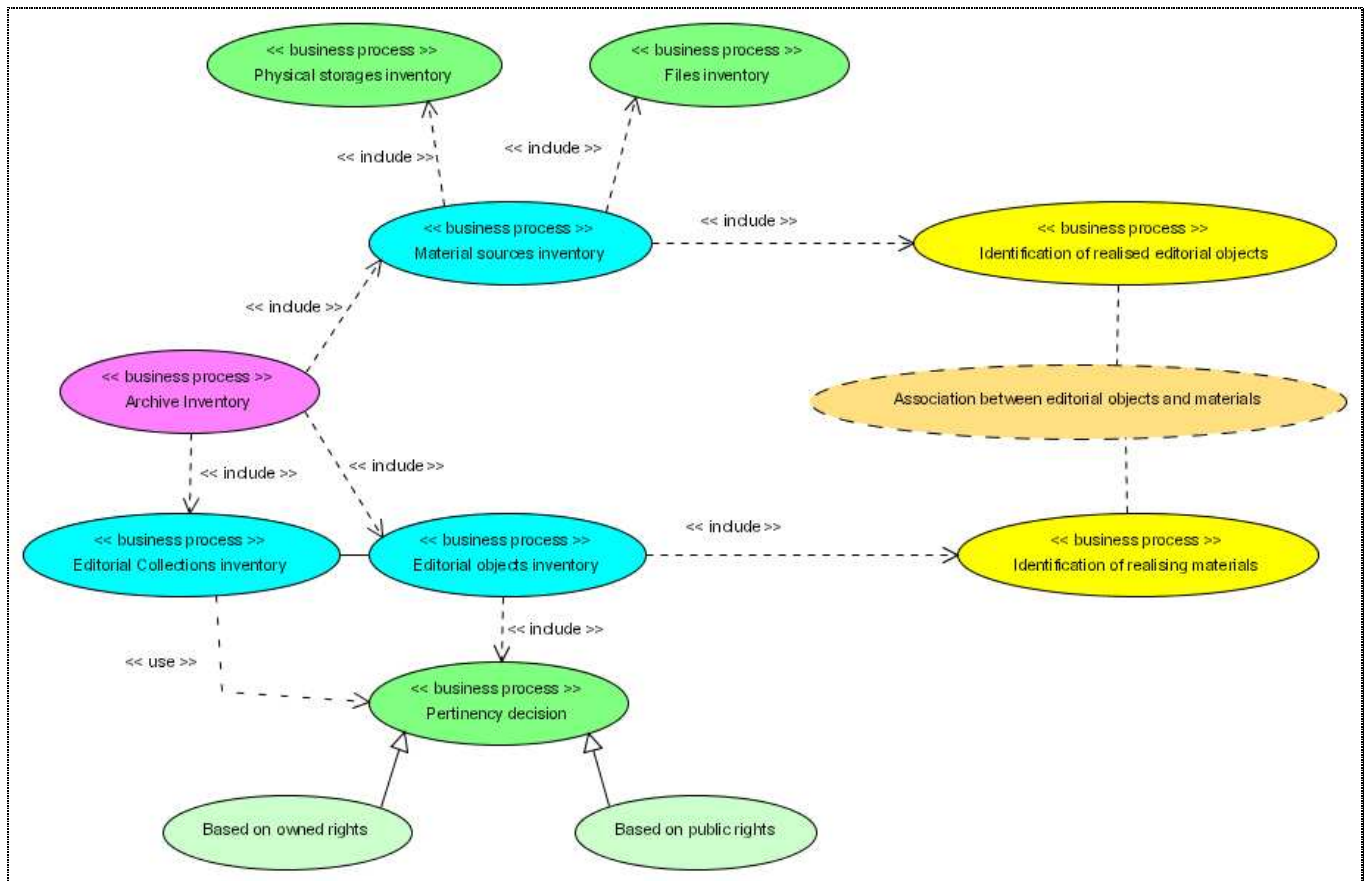 << business process >>
Physical storages inventory
<< business process >>
Files inventory
<< include >>
<< include >>
<< business process >>
Material sources inventory
<< include >>
<< business process >>
Identification of realised editorial objects
<< include >>
<< business process >>
Archive Inventory
Association between editorial objects and materials
<< include >>
<< include >>
<< business process >>
Editorial Collections inventory
<< business process >>
Editorial objects inventory
<< include >>
<< business process >>
Identification of realising materials
<< include >>
<< use >>
<< business process >>
Pertinency decision
Based on owned rights
Based on public rights